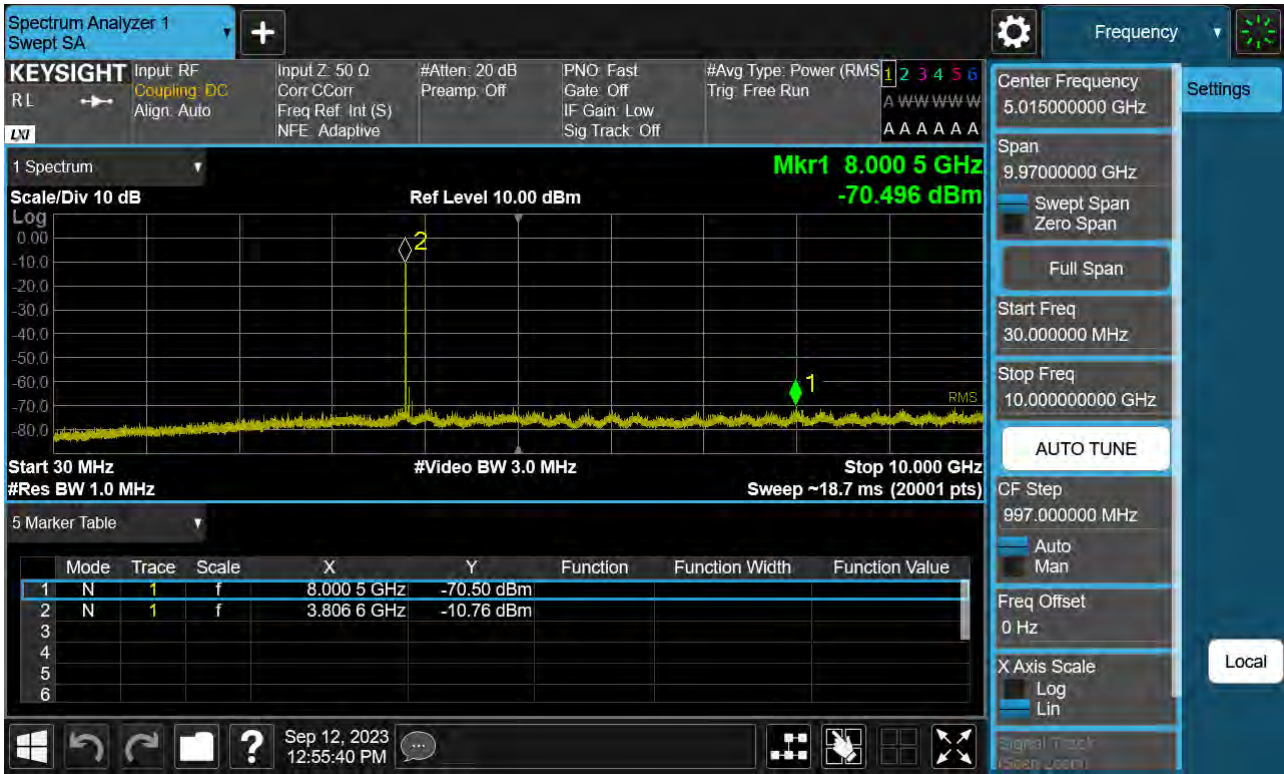 Spectrum Analyzer 1
Swept SA
+
Frequency
KEYSIGHT
RL
LXI
Input: RF
Coupling: DC
Align: Auto
Input Z: 50 Ω
Corr CCorr
Freq Ref: Int (S)
NFE: Adaptive
#Atten: 20 dB
Preamp: Off
PNO: Fast
Gate: Off
IF Gain: Low
Sig Track: Off
#Avg Type: Power (RMS
Trig: Free Run
1 2 3 4 5 6
A W W W W W
A A A A A A
1 Spectrum
Scale/Div 10 dB
Ref Level 10.00 dBm
Mkr1 8.000 5 GHz
-70.496 dBm
Log
0.00
-10.0
-20.0
-30.0
-40.0
-50.0
-60.0
-70.0
-80.0
2
1
RMS
Start 30 MHz
#Video BW 3.0 MHz
Stop 10.000 GHz
#Res BW 1.0 MHz
Sweep ~18.7 ms (20001 pts)
5 Marker Table
Mode Trace Scale X Y Function Function Width Function Value
1 N 1 f 8.000 5 GHz -70.50 dBm
2 N 1 f 3.806 6 GHz -10.76 dBm
3
4
5
6
Center Frequency
5.015000000 GHz
Settings
Span
9.97000000 GHz
Swept Span
Zero Span
Full Span
Start Freq
30.000000 MHz
Stop Freq
10.000000000 GHz
AUTO TUNE
CF Step
997.000000 MHz
Auto
Man
Freq Offset
0 Hz
X Axis Scale
Log
Lin
Signal Track
(Span Zoom)
Local
?
Sep 12, 2023
12:55:40 PM